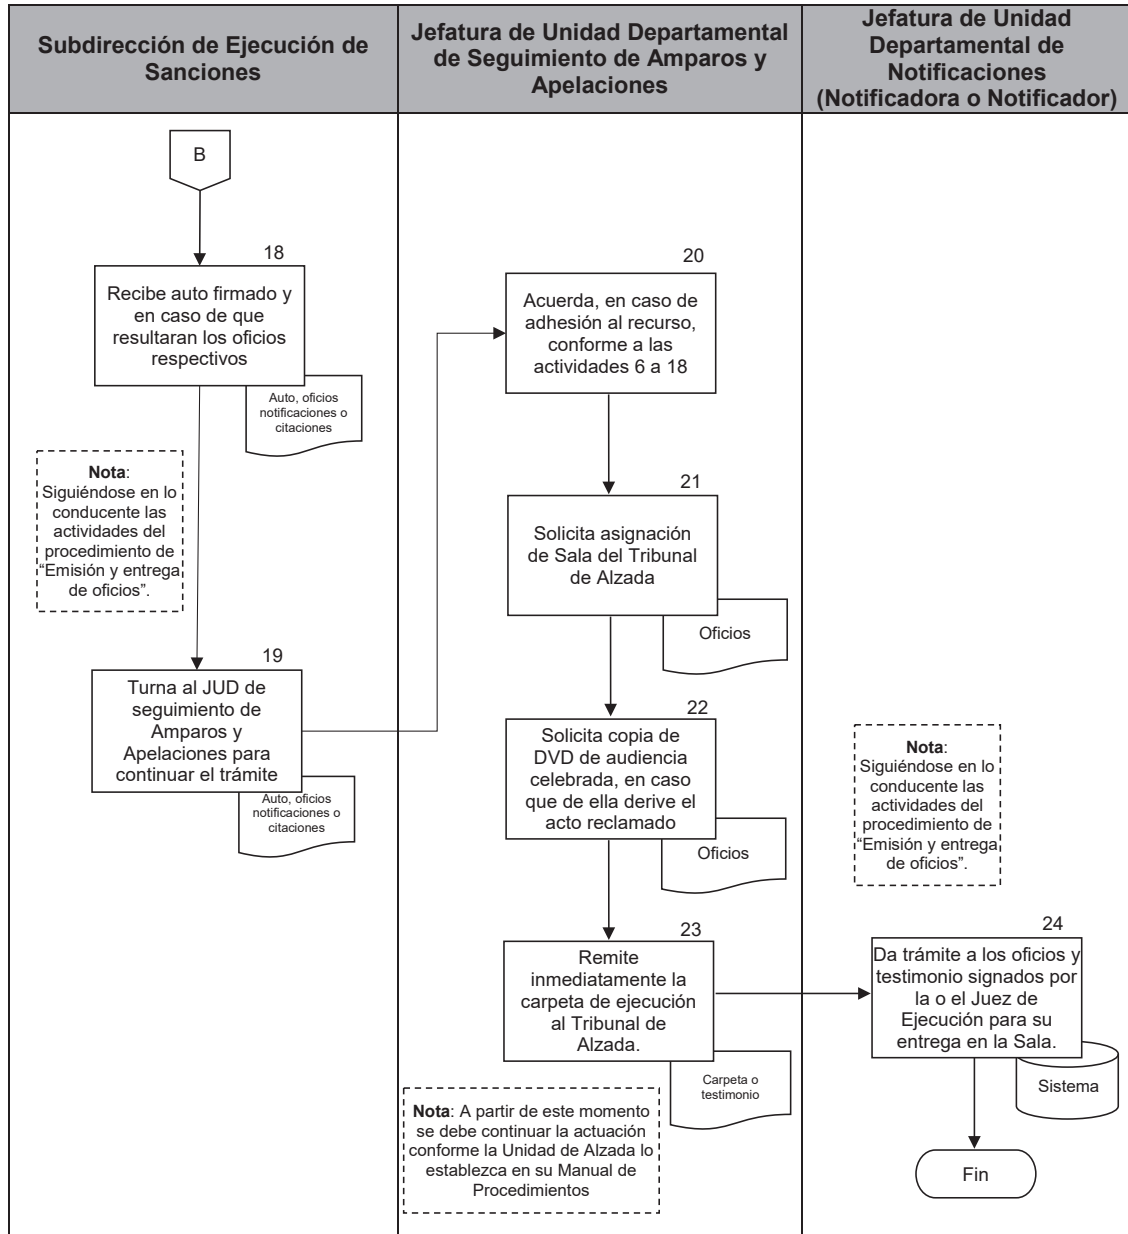 Subdirección de Ejecución de
Sanciones
Jefatura de Unidad Departamental
de Seguimiento de Amparos y
Apelaciones
Jefatura de Unidad
Departamental de
Notificaciones
(Notificadora o Notificador)
B
18
Recibe auto firmado y
en caso de que
resultaran los oficios
respectivos
Auto, oficios
notificaciones o
citaciones
Nota:
Siguiéndose en lo
conducente las
actividades del
procedimiento de
“Emisión y entrega
de oficios”.
19
Turna al JUD de
seguimiento de
Amparos y
Apelaciones para
continuar el trámite
Auto, oficios
notificaciones o
citaciones
20
Acuerda, en caso de
adhesión al recurso,
conforme a las
actividades 6 a 18
21
Solicita asignación
de Sala del Tribunal
de Alzada
Oficios
22
Solicita copia de
DVD de audiencia
celebrada, en caso
que de ella derive el
acto reclamado
Oficios
23
Remite
inmediatamente la
carpeta de ejecución
al Tribunal de
Alzada.
Carpeta o
testimonio
Nota: A partir de este momento
se debe continuar la actuación
conforme la Unidad de Alzada lo
establezca en su Manual de
Procedimientos
Nota:
Siguiéndose en lo
conducente las
actividades del
procedimiento de
“Emisión y entrega
de oficios”.
24
Da trámite a los oficios y
testimonio signados por
la o el Juez de
Ejecución para su
entrega en la Sala.
Sistema
Fin